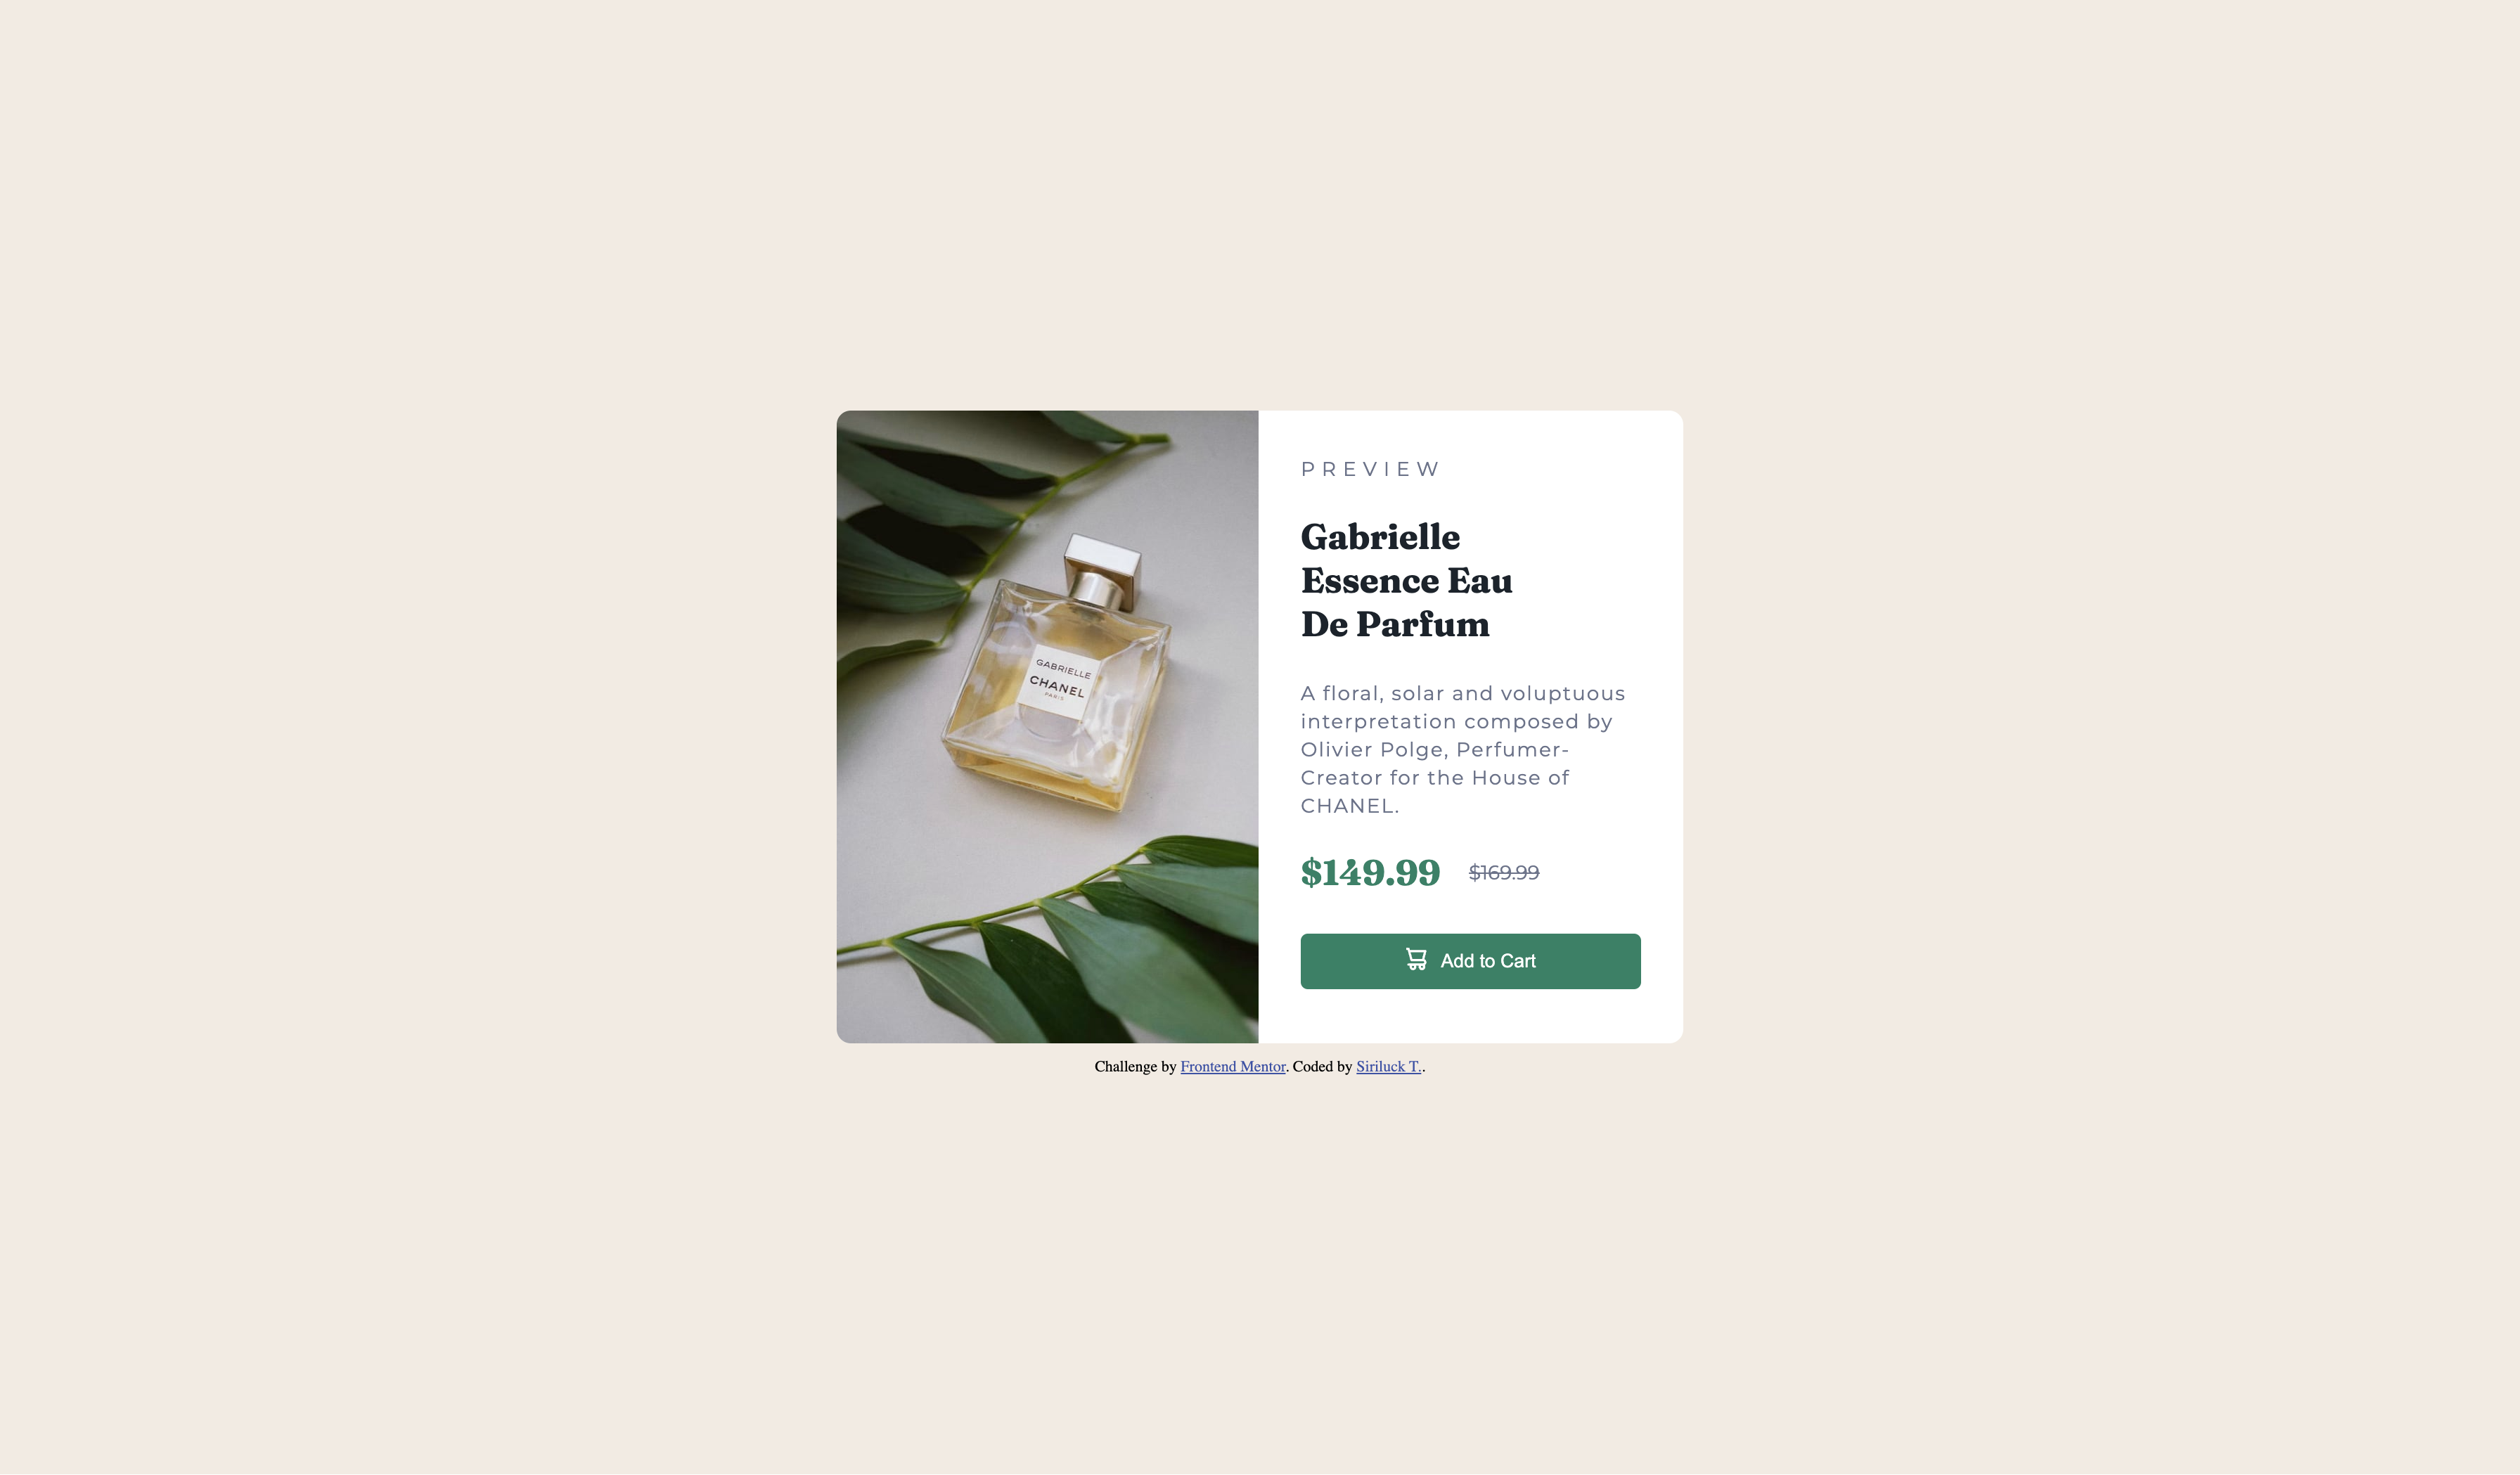 PREVIEW
Gabrielle
Essence Eau
De Parfum
A floral, solar and voluptuous
interpretation composed by
Olivier Polge, Perfumer-
Creator for the House of
CHANEL.
$149.99 $169.99
Add to Cart
GABRIELLE
CHANEL
PARIS
Challenge by Frontend Mentor. Coded by Siriluck T..